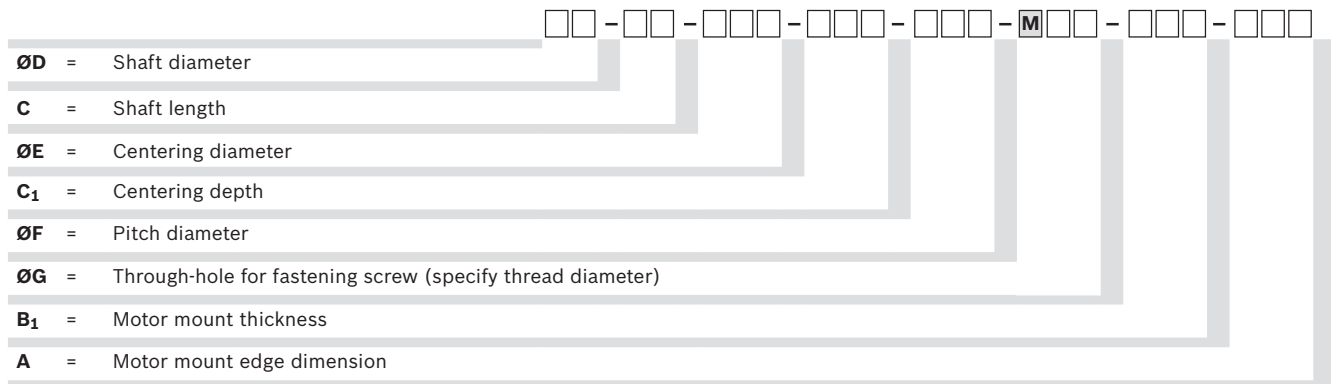 – – – – – M – –
ØD = Shaft diameter
C = Shaft length
ØE = Centering diameter
C1 = Centering depth
ØF = Pitch diameter
ØG = Through-hole for fastening screw (specify thread diameter)
B1 = Motor mount thickness
A = Motor mount edge dimension